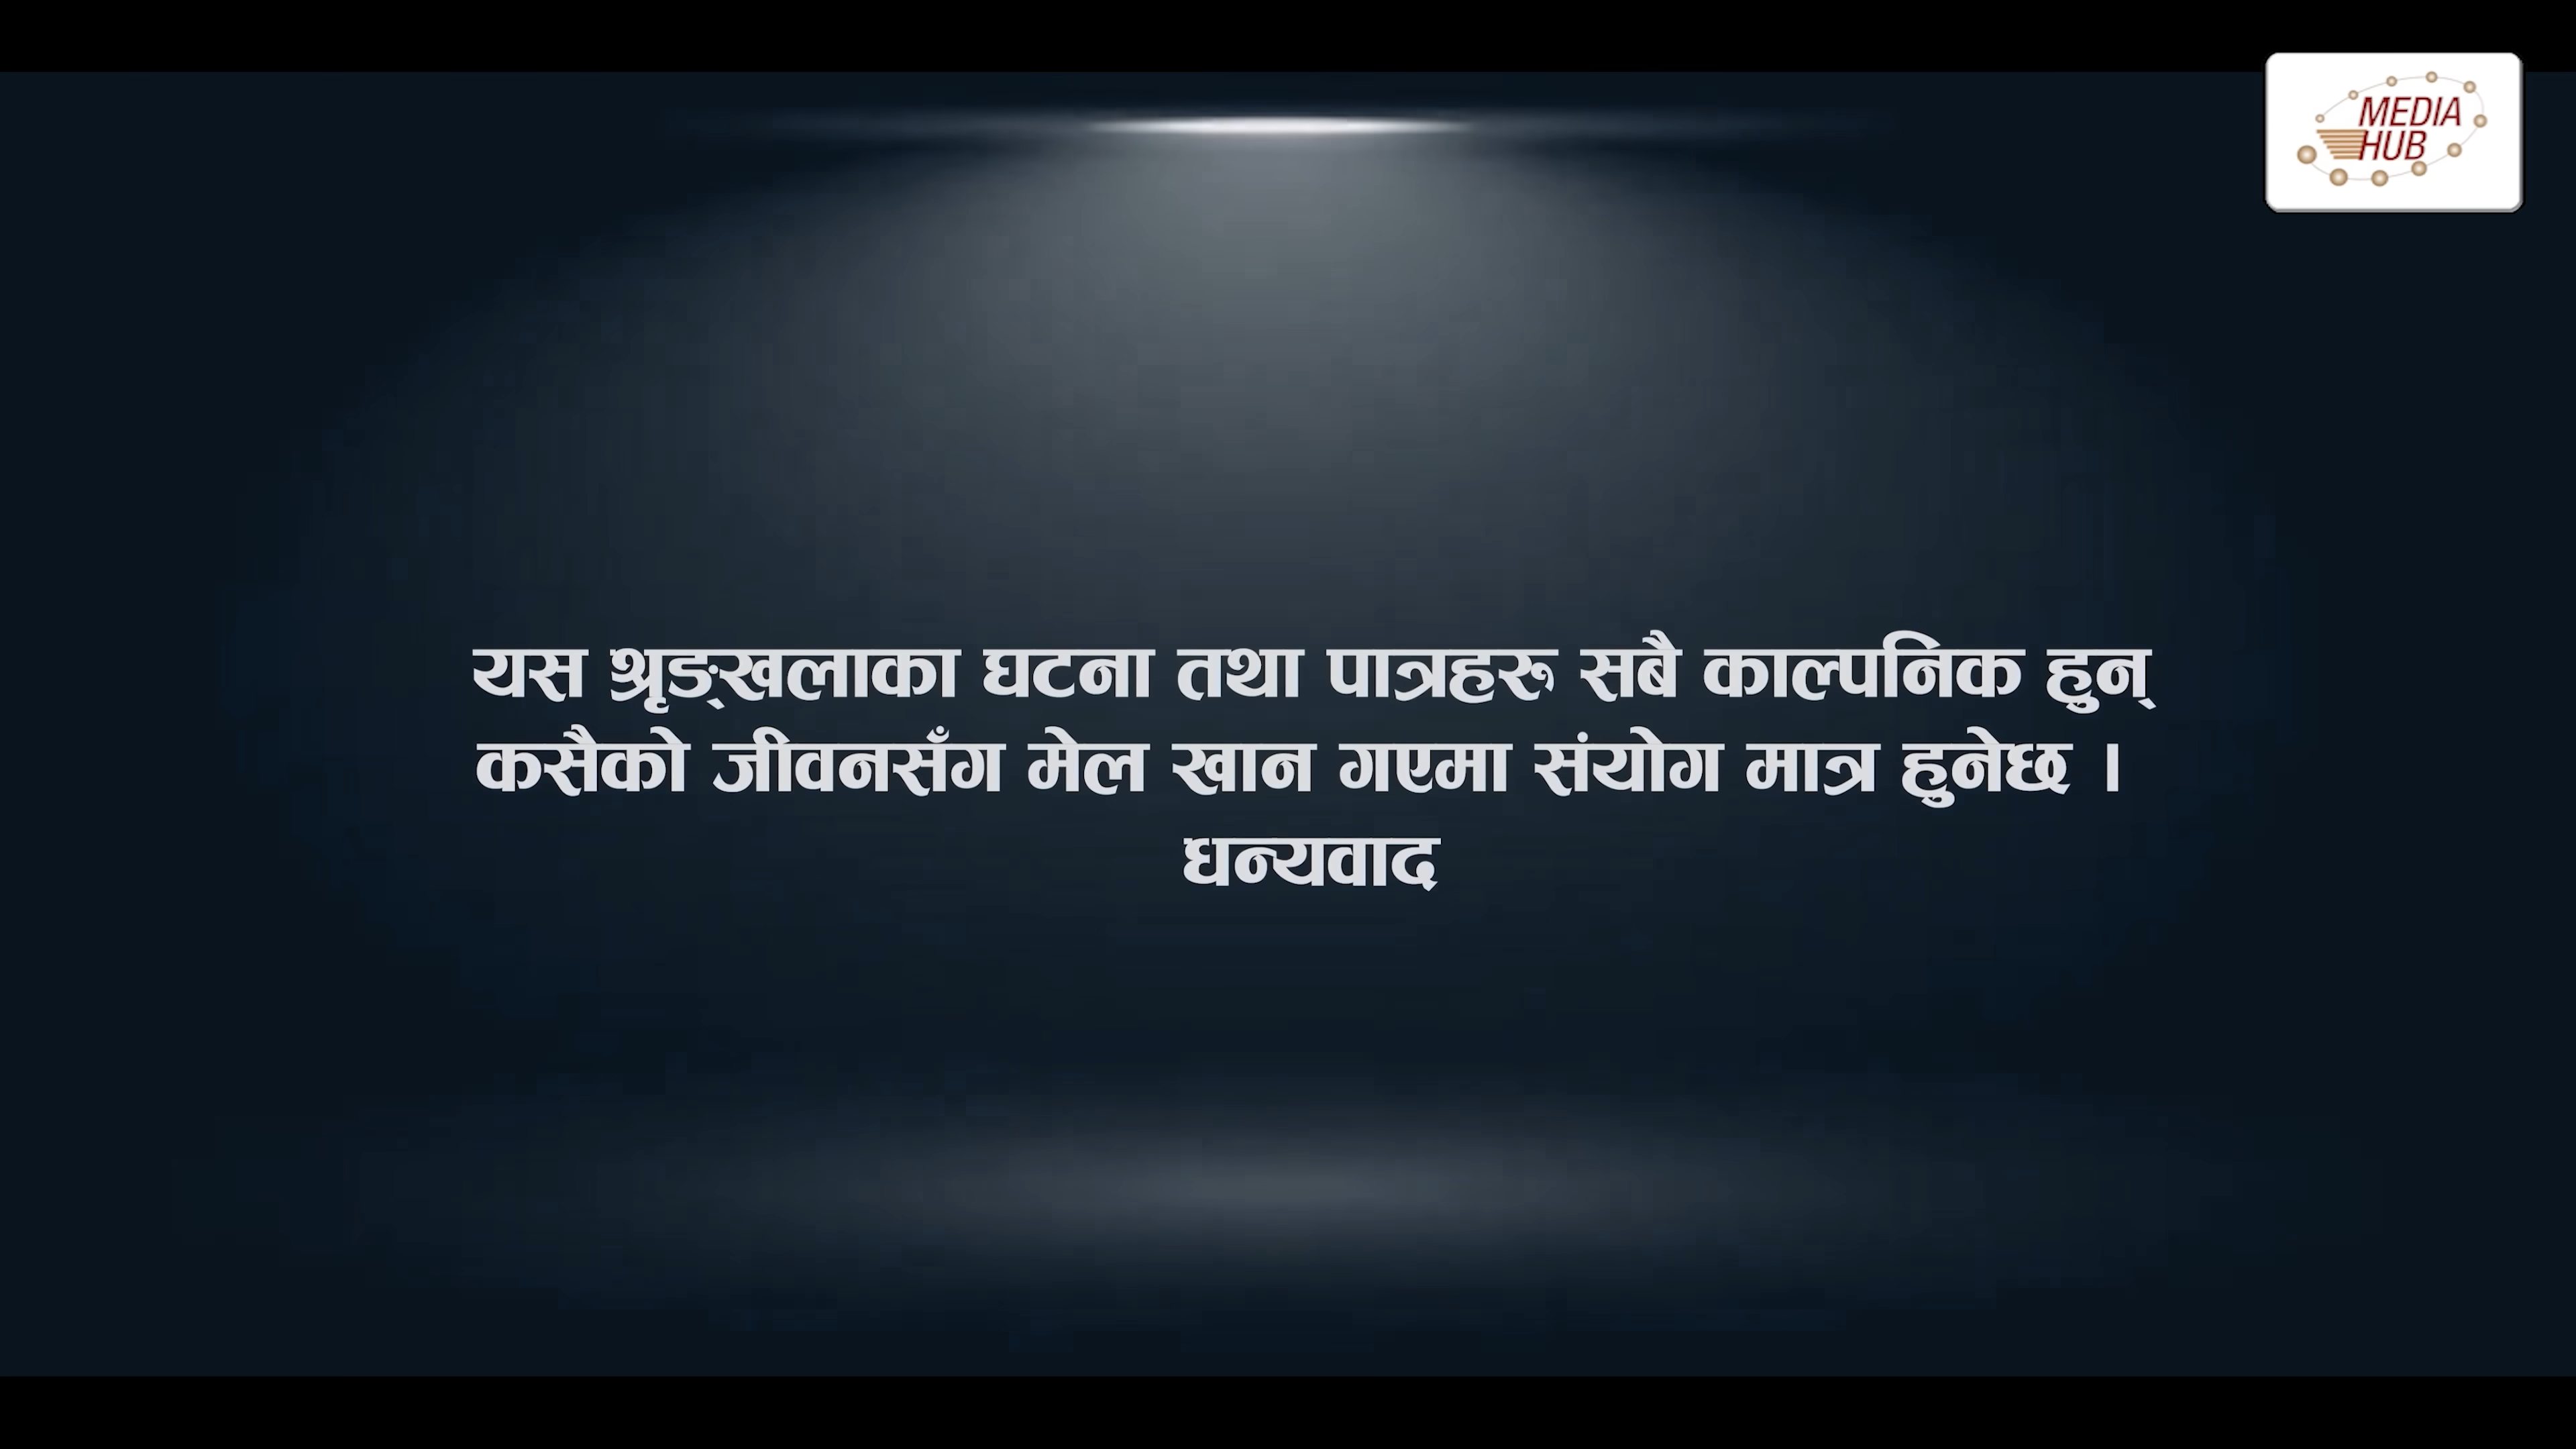 MEDIA
HUB
यस श्रृङ्खलाका घटना तथा पात्रहरु सबै काल्पनिक हुन्
कसैको जीवनसँग मेल खान गएमा संयोग मात्र हुनेछ ।
धन्यवाद